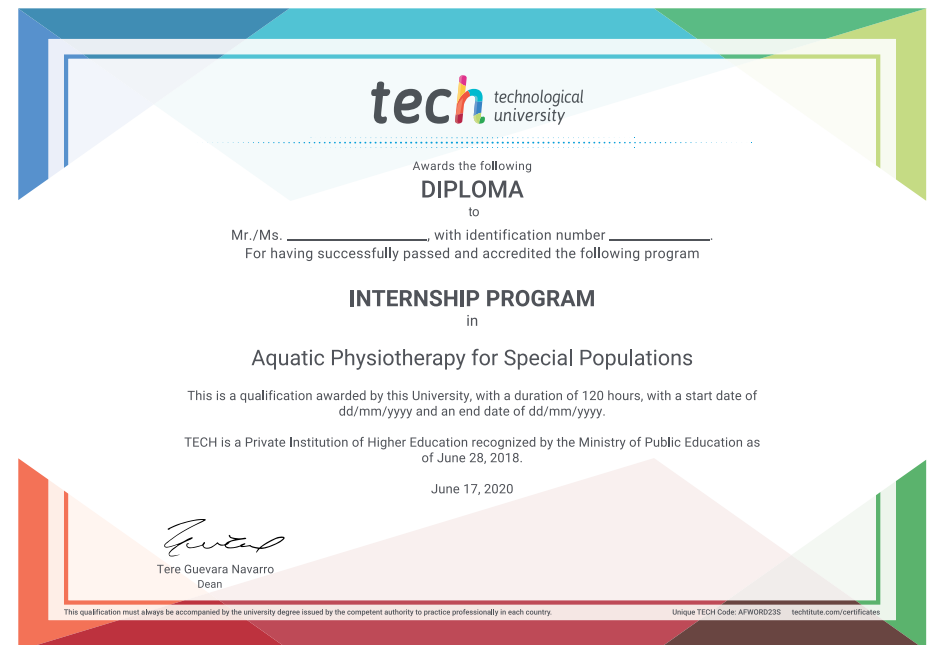 tech technological
university
Awards the following
DIPLOMA
to
Mr./Ms. ____________________, with identification number ______________.
For having successfully passed and accredited the following program
INTERNSHIP PROGRAM
in
Aquatic Physiotherapy for Special Populations
This is a qualification awarded by this University, with a duration of 120 hours, with a start date of
dd/mm/yyyy and an end date of dd/mm/yyyy.
TECH is a Private Institution of Higher Education recognized by the Ministry of Public Education as
of June 28, 2018.
June 17, 2020
Tere Guevara Navarro
Dean
This qualification must always be accompanied by the university degree issued by the competent authority to practice professionally in each country.
Unique TECH Code: AFWORD23S techtitute.com/certificates